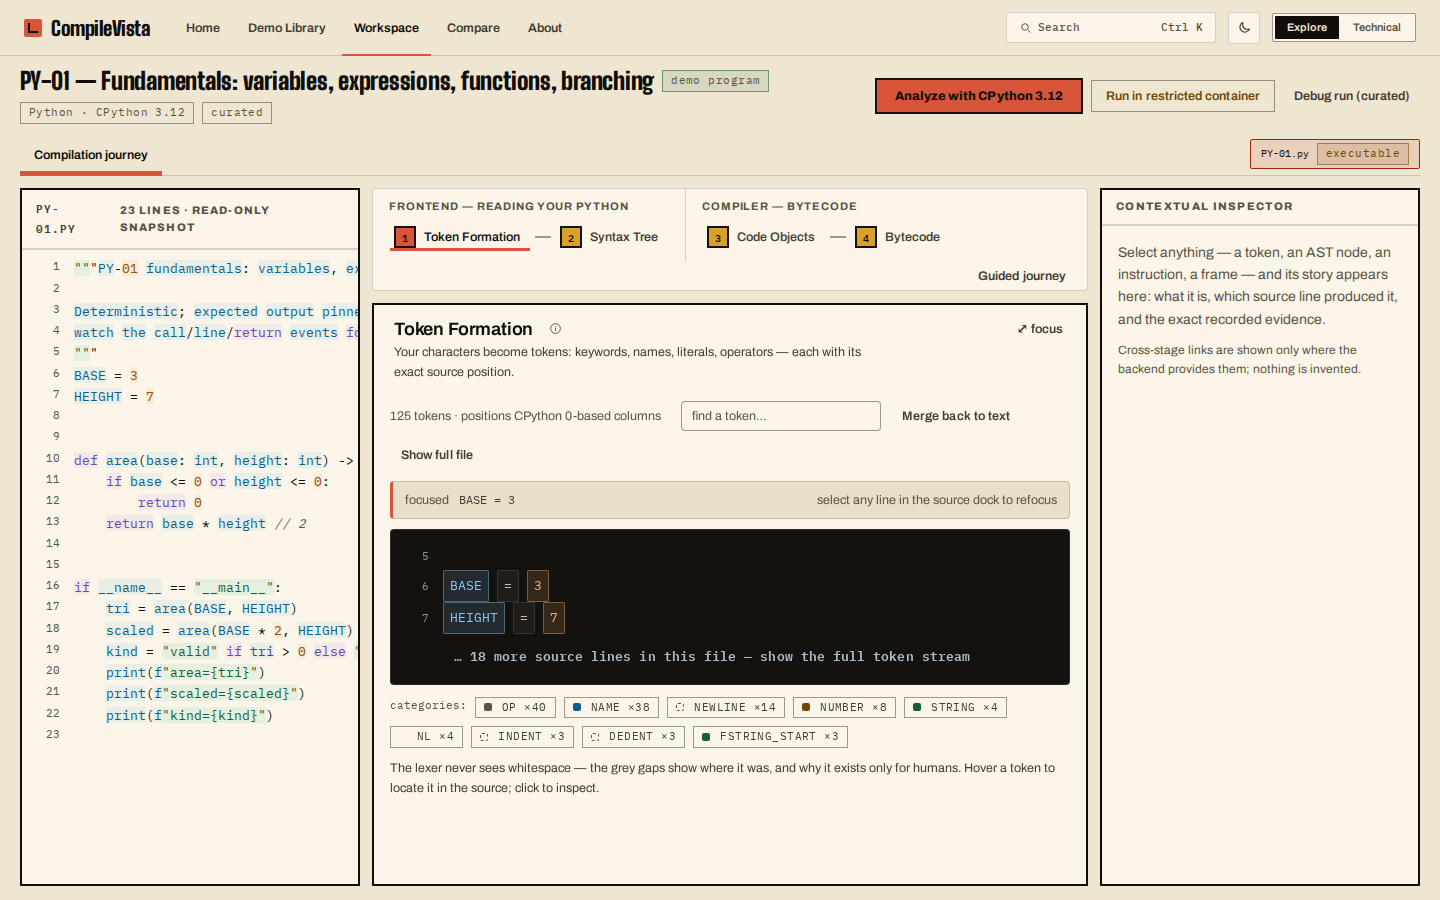 CompileVista
Home
Demo Library
Workspace
Compare
About
Search
Ctrl K
Explore
Technical
PY-01 — Fundamentals: variables, expressions, functions, branching
demo program
Python · CPython 3.12
curated
Analyze with CPython 3.12
Run in restricted container
Debug run (curated)
Compilation journey
PY-01.py
executable
PY-
01.PY
23 LINES · READ-ONLY
SNAPSHOT
1 """PY-01 fundamentals: variables, ex
2
3 Deterministic; expected output pinne
4 watch the call/line/return events fo
5 """
6 BASE = 3
7 HEIGHT = 7
8
9
10 def area(base: int, height: int) ->
11 if base <= 0 or height <= 0:
12 return 0
13 return base * height // 2
14
15
16 if __name__ == "__main__":
17 tri = area(BASE, HEIGHT)
18 scaled = area(BASE * 2, HEIGHT)
19 kind = "valid" if tri > 0 else "
20 print(f"area={tri}")
21 print(f"scaled={scaled}")
22 print(f"kind={kind}")
23
FRONTEND — READING YOUR PYTHON
1 Token Formation — 2 Syntax Tree
COMPILER — BYTECODE
3 Code Objects — 4 Bytecode
Guided journey
Token Formation
⤢ focus
Your characters become tokens: keywords, names, literals, operators — each with its
exact source position.
125 tokens · positions CPython 0-based columns
find a token…
Merge back to text
Show full file
focused BASE = 3
select any line in the source dock to refocus
5
6 BASE = 3
7 HEIGHT = 7
… 18 more source lines in this file — show the full token stream
categories:
OP ×40
NAME ×38
NEWLINE ×14
NUMBER ×8
STRING ×4
NL ×4
INDENT ×3
DEDENT ×3
FSTRING_START ×3
The lexer never sees whitespace — the grey gaps show where it was, and why it exists only for humans. Hover a token to
locate it in the source; click to inspect.
CONTEXTUAL INSPECTOR
Select anything — a token, an AST node, an
instruction, a frame — and its story appears
here: what it is, which source line produced it,
and the exact recorded evidence.
Cross-stage links are shown only where the
backend provides them; nothing is invented.